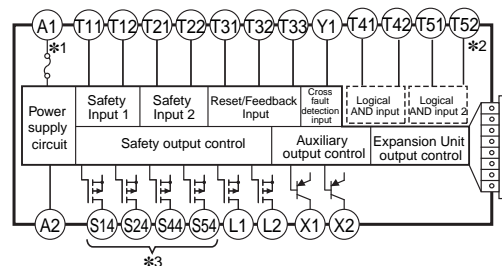 A1 T11 T12 T21 T22 T31 T32 T33 Y1 T41 T42 T51 T52
*1
*2
Power supply circuit
Safety Input 1
Safety Input 2
Reset/Feedback Input
Cross fault detection input
Logical AND input
Logical AND input 2
Safety output control
Auxiliary output control
Expansion Unit output control
A2 S14 S24 S44 S54 L1 L2 X1 X2
*3